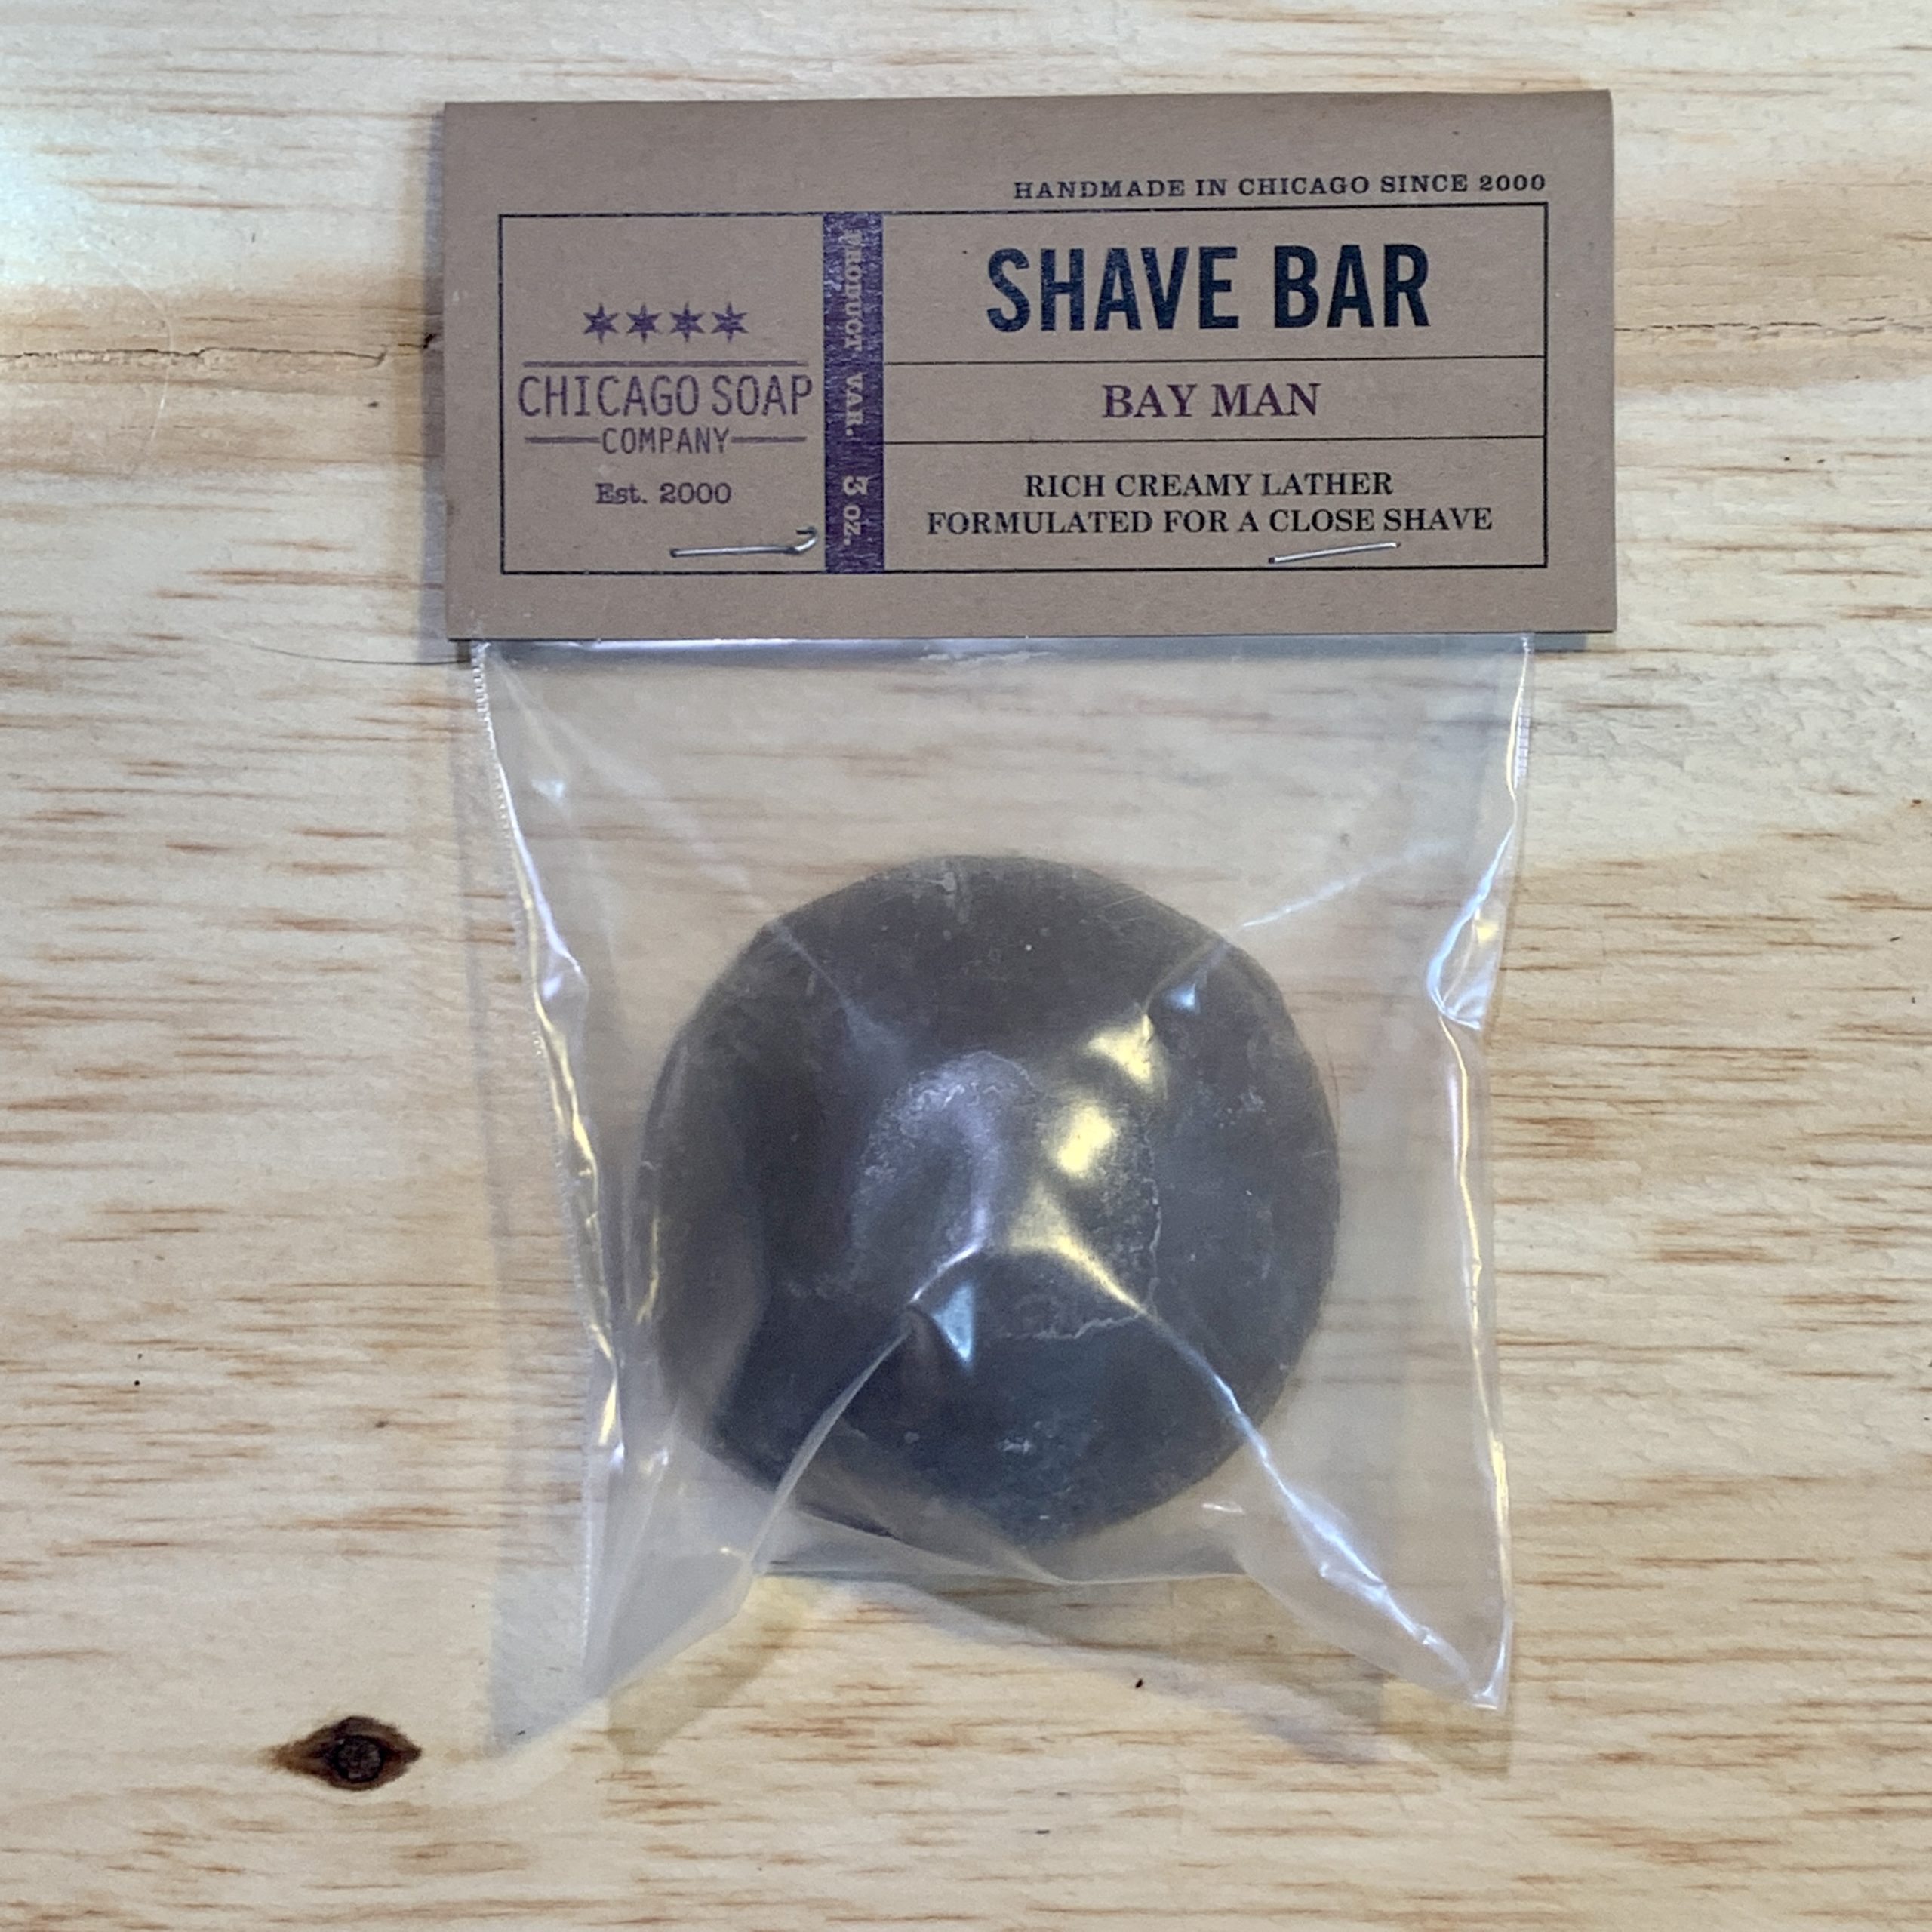 HANDMADE IN CHICAGO SINCE 2000
CHICAGO SOAP
COMPANY
Est. 2000
PRODUCT VAR. 3 oz.
SHAVE BAR
BAY MAN
RICH CREAMY LATHER
FORMULATED FOR A CLOSE SHAVE